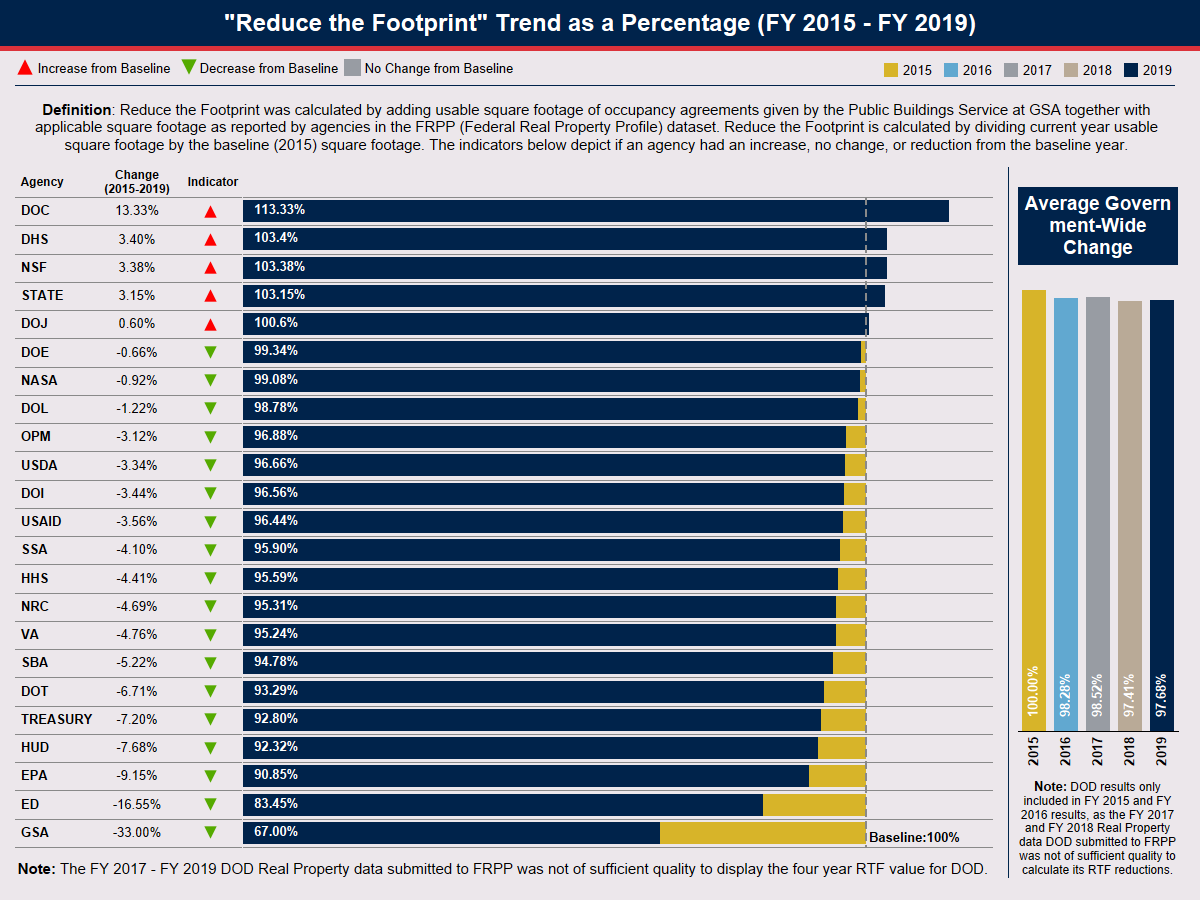 "Reduce the Footprint" Trend as a Percentage (FY 2015 - FY 2019)
Increase from Baseline Decrease from Baseline No Change from Baseline 2015 2016 2017 2018 2019
Definition: Reduce the Footprint was calculated by adding usable square footage of occupancy agreements given by the Public Buildings Service at GSA together with
applicable square footage as reported by agencies in the FRPP (Federal Real Property Profile) dataset. Reduce the Footprint is calculated by dividing current year usable
square footage by the baseline (2015) square footage. The indicators below depict if an agency had an increase, no change, or reduction from the baseline year.
Agency Change (2015-2019) Indicator
DOC 13.33% 113.33%
DHS 3.40% 103.4%
NSF 3.38% 103.38%
STATE 3.15% 103.15%
DOJ 0.60% 100.6%
DOE -0.66% 99.34%
NASA -0.92% 99.08%
DOL -1.22% 98.78%
OPM -3.12% 96.88%
USDA -3.34% 96.66%
DOI -3.44% 96.56%
USAID -3.56% 96.44%
SSA -4.10% 95.90%
HHS -4.41% 95.59%
NRC -4.69% 95.31%
VA -4.76% 95.24%
SBA -5.22% 94.78%
DOT -6.71% 93.29%
TREASURY -7.20% 92.80%
HUD -7.68% 92.32%
EPA -9.15% 90.85%
ED -16.55% 83.45%
GSA -33.00% 67.00%
Baseline:100%
Note: The FY 2017 - FY 2019 DOD Real Property data submitted to FRPP was not of sufficient quality to display the four year RTF value for DOD.
Average Govern
ment-Wide
Change
100.00% 98.28% 98.52% 97.41% 97.68%
2015 2016 2017 2018 2019
Note: DOD results only
included in FY 2015 and FY
2016 results, as the FY 2017
and FY 2018 Real Property
data DOD submitted to FRPP
was not of sufficient quality to
calculate its RTF reductions.